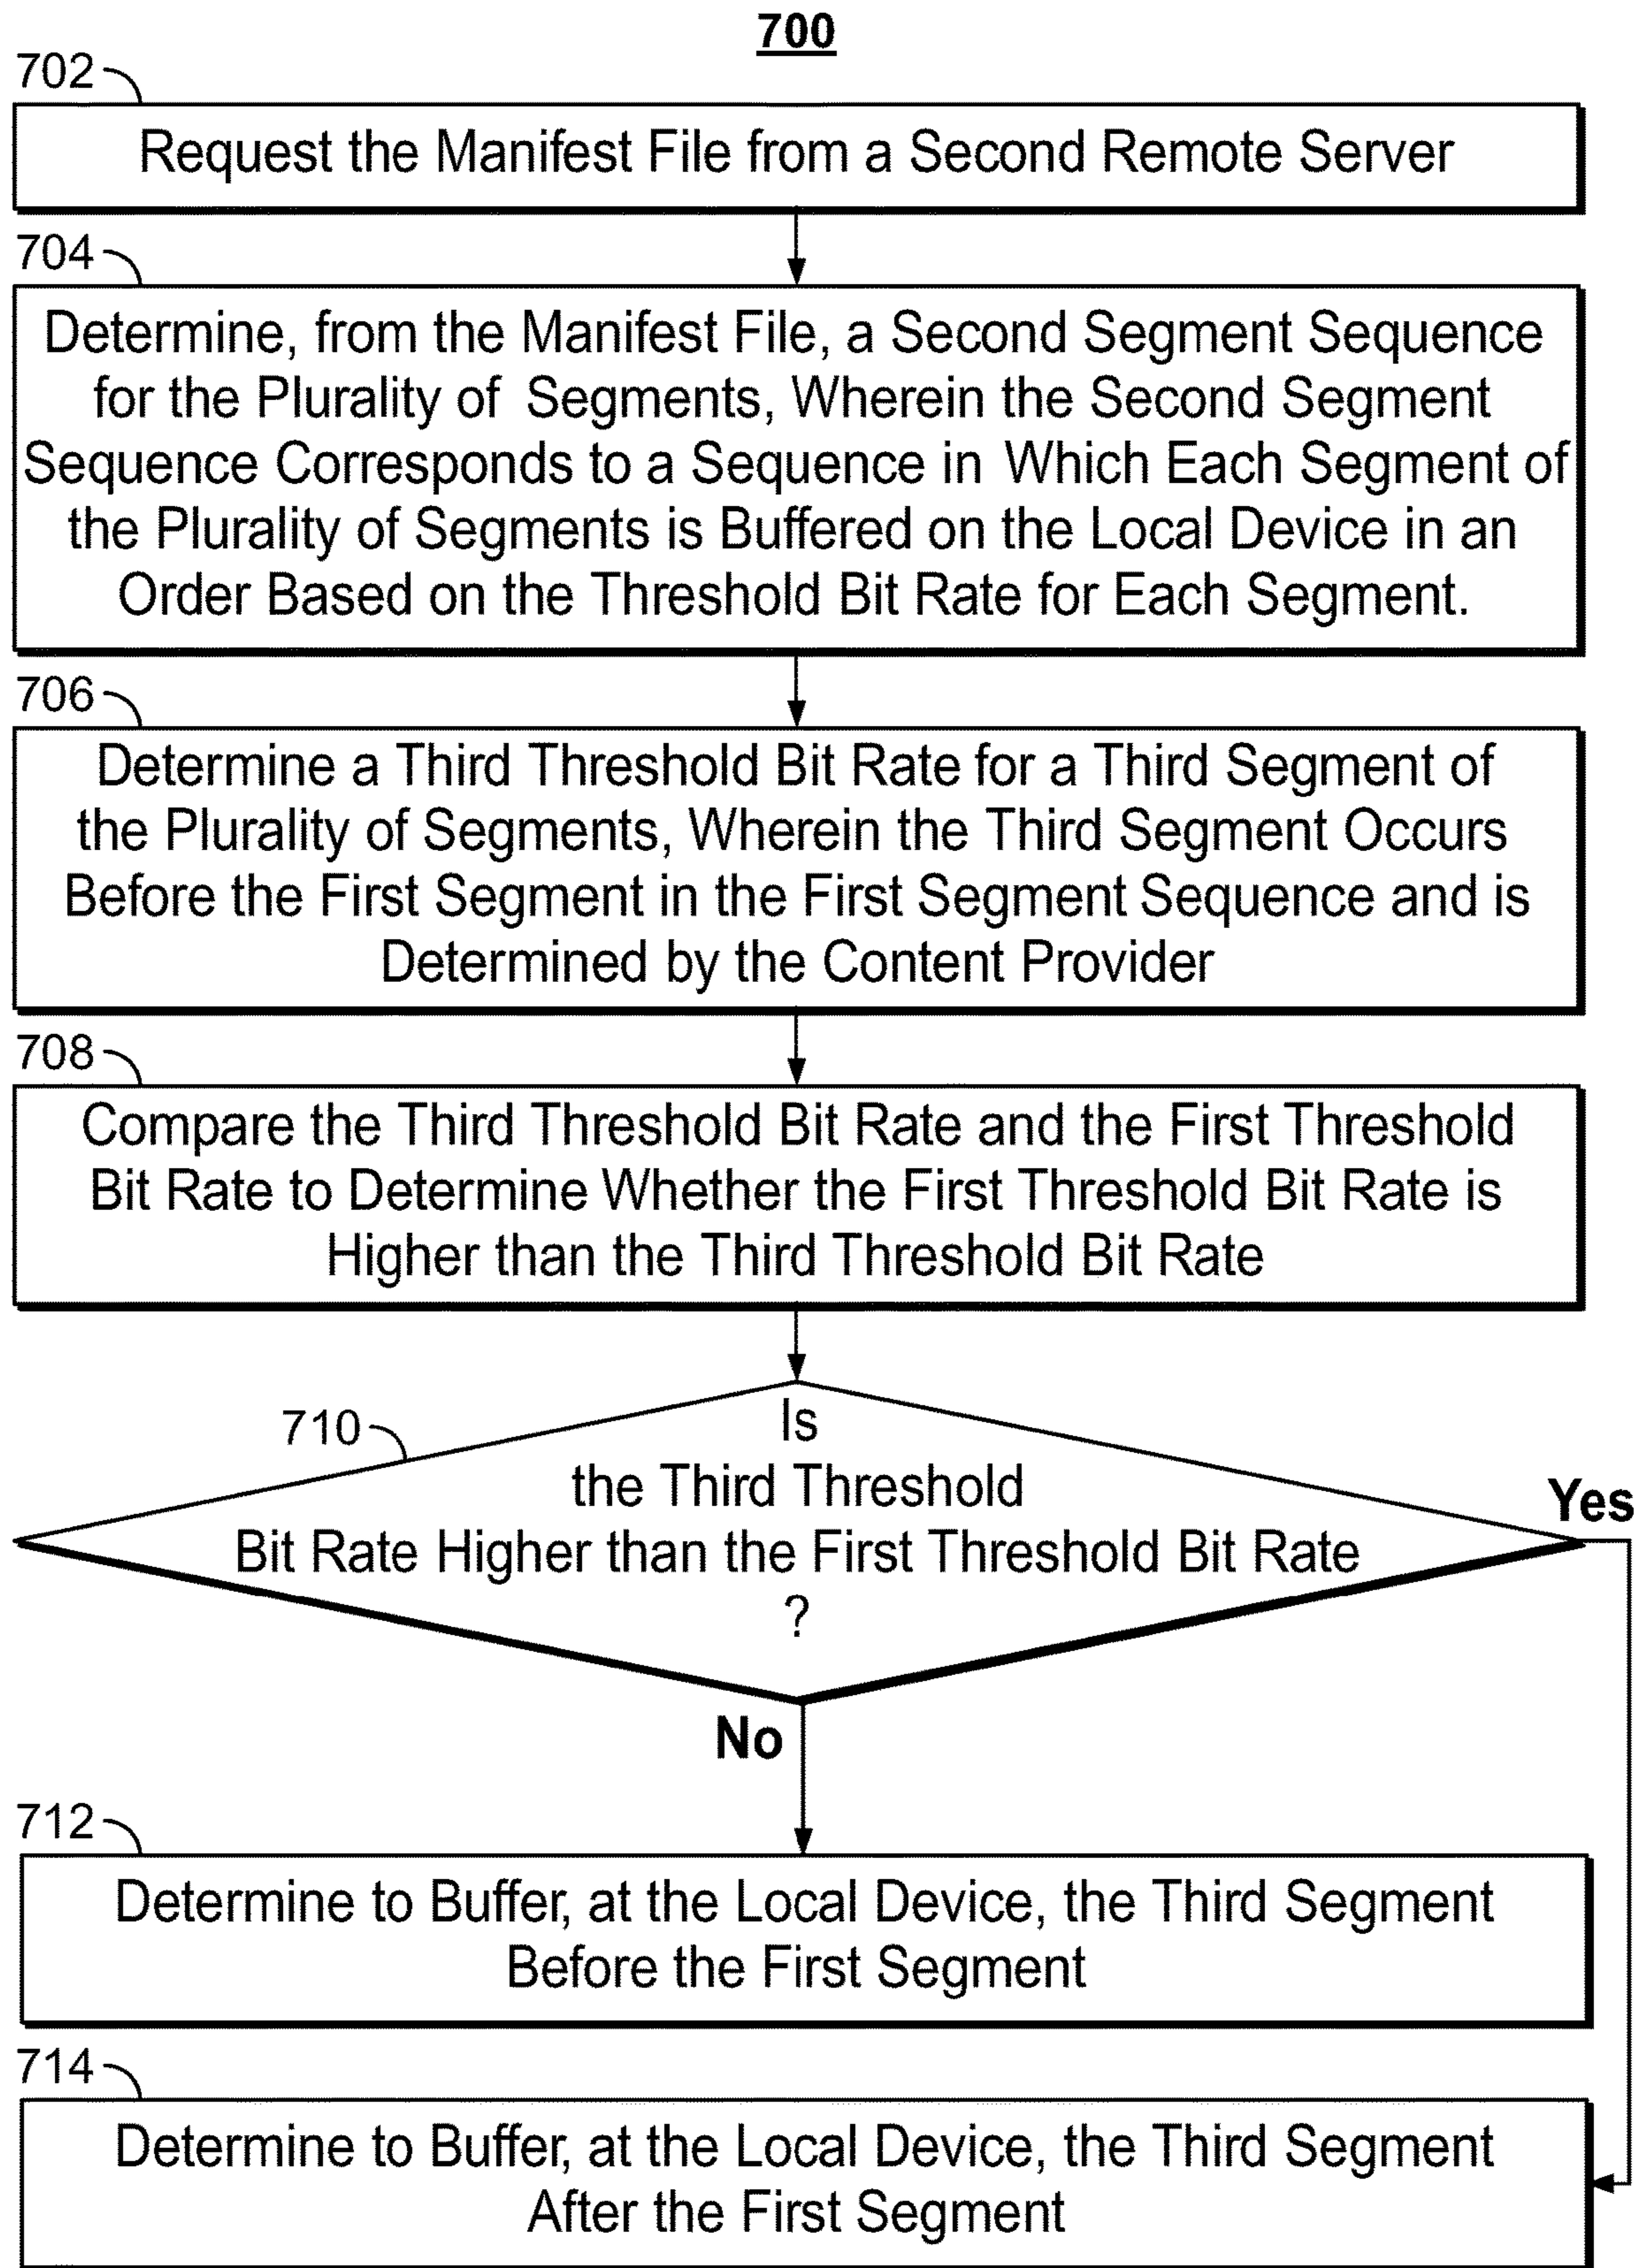 700
702
Request the Manifest File from a Second Remote Server
704
Determine, from the Manifest File, a Second Segment Sequence
for the Plurality of Segments, Wherein the Second Segment
Sequence Corresponds to a Sequence in Which Each Segment of
the Plurality of Segments is Buffered on the Local Device in an
Order Based on the Threshold Bit Rate for Each Segment.
706
Determine a Third Threshold Bit Rate for a Third Segment of
the Plurality of Segments, Wherein the Third Segment Occurs
Before the First Segment in the First Segment Sequence and is
Determined by the Content Provider
708
Compare the Third Threshold Bit Rate and the First Threshold
Bit Rate to Determine Whether the First Threshold Bit Rate is
Higher than the Third Threshold Bit Rate
710
Is
the Third Threshold
Bit Rate Higher than the First Threshold Bit Rate
?
Yes
No
712
Determine to Buffer, at the Local Device, the Third Segment
Before the First Segment
714
Determine to Buffer, at the Local Device, the Third Segment
After the First Segment